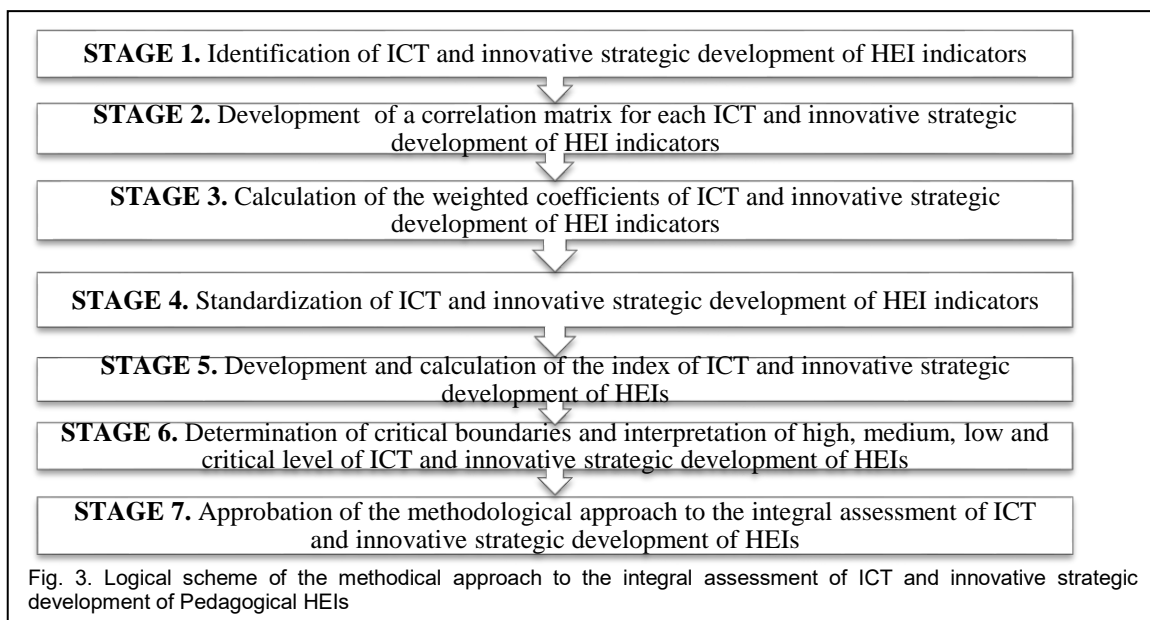 STAGE 1. Identification of ICT and innovative strategic development of HEI indicators
STAGE 2. Development of a correlation matrix for each ICT and innovative strategic
development of HEI indicators
STAGE 3. Calculation of the weighted coefficients of ICT and innovative strategic
development of HEI indicators
STAGE 4. Standardization of ICT and innovative strategic development of HEI indicators
STAGE 5. Development and calculation of the index of ICT and innovative strategic
development of HEIs
STAGE 6. Determination of critical boundaries and interpretation of high, medium, low and
critical level of ICT and innovative strategic development of HEIs
STAGE 7. Approbation of the methodological approach to the integral assessment of ICT
and innovative strategic development of HEIs
Fig. 3. Logical scheme of the methodical approach to the integral assessment of ICT and innovative strategic
development of Pedagogical HEIs